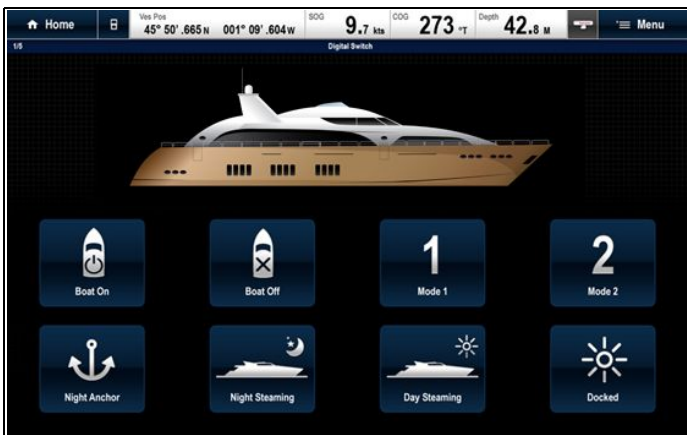 Home
Ves Pos
45° 50' .665 N 001° 09' .604 W
SOG
9.7 kts
COG
273 °T
Depth
42.8 M
Menu
1/5
Digital Switch
Boat On
Boat Off
1
Mode 1
2
Mode 2
Night Anchor
Night Steaming
Day Steaming
Docked